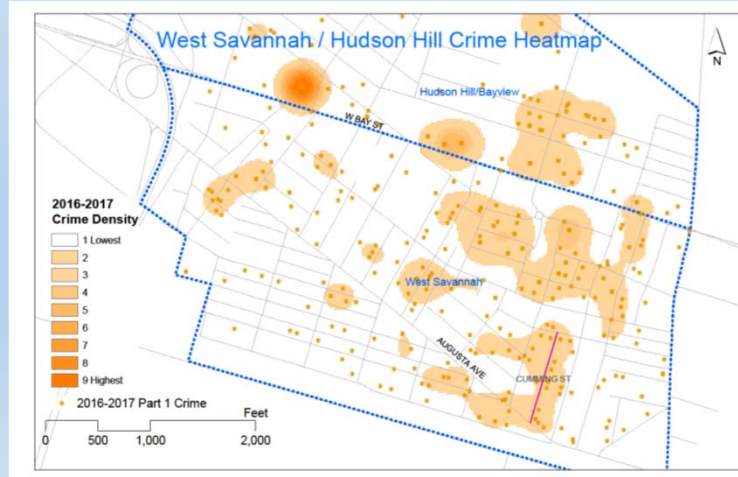 West Savannah / Hudson Hill Crime Heatmap
N
Hudson Hill/Bayview
W BAY ST
2016-2017
Crime Density
1 Lowest
2
3
4
5
6
7
8
9 Highest
West Savannah
AUGUSTA AVE
CUMMING ST
2016-2017 Part 1 Crime
Feet
0 500 1,000 2,000